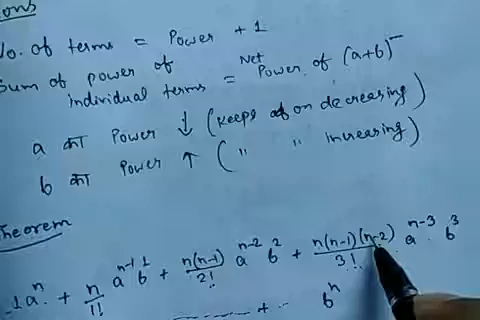 ons
No. of terms = Power + 1
Sum of power of individual terms = Net Power of (a+b)
a का Power ↓ (keeps on decreasing)
b का Power ↑ ( " " increasing)
Theorem
1aⁿ + n/1! aⁿ⁻¹ b¹ + n(n-1)/2! aⁿ⁻² b² + n(n-1)(n-2)/3! aⁿ⁻³ b³
-------- + -- bⁿ